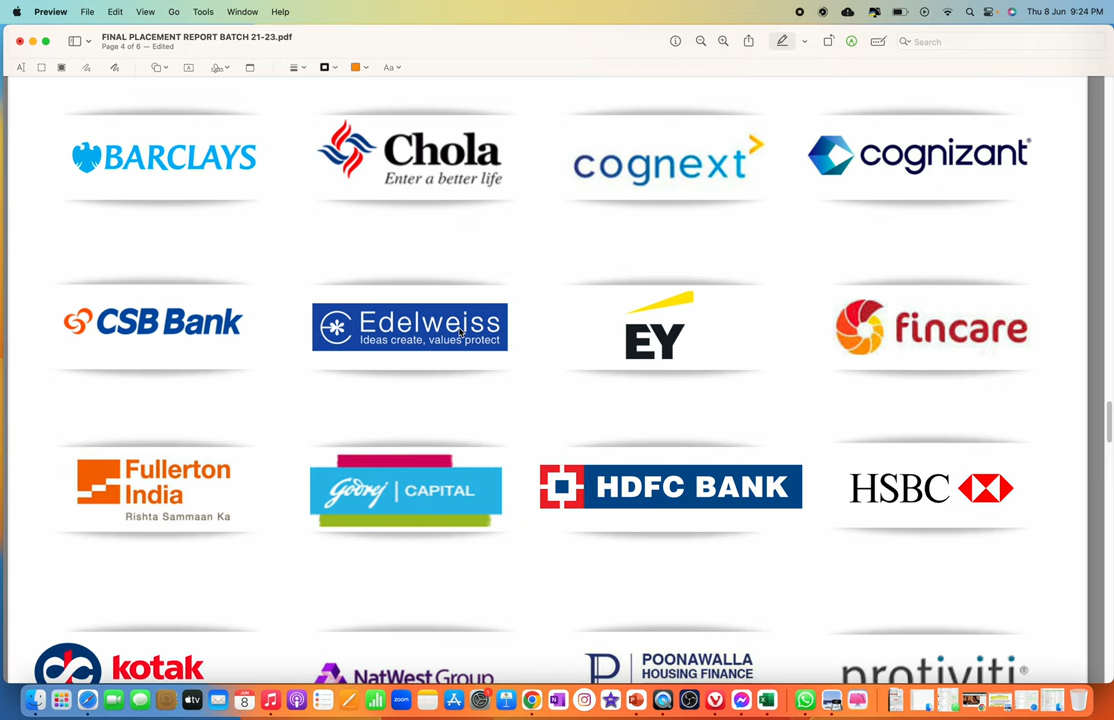 Preview File Edit View Go Tools Window Help Thu 8 Jun 9:24 PM
FINAL PLACEMENT REPORT BATCH 21-23.pdf
Page 4 of 6 — Edited
Search
Aa
BARCLAYS
Chola
Enter a better life
cognext
cognizant
CSB Bank
Edelweiss
Ideas create, values protect
EY
fincare
Fullerton
India
Rishta Sammaan Ka
Godrej | CAPITAL
HDFC BANK
HSBC
kotak
NatWest Group
POONAWALLA
HOUSING FINANCE
protiviti